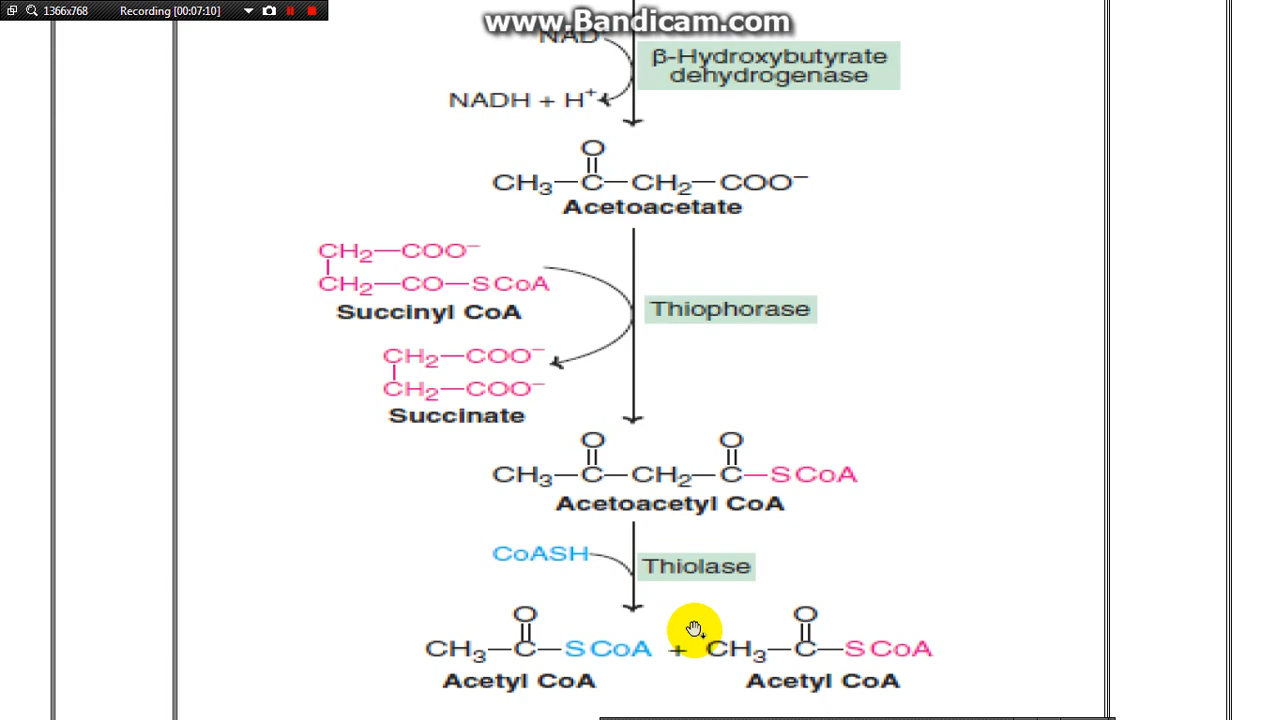 1366x768 Recording [00:07:10]
www.Bandicam.com
NAD
β-Hydroxybutyrate
dehydrogenase
NADH + H+
O
CH3—C—CH2—COO−
Acetoacetate
CH2—COO−
CH2—CO—SCoA
Succinyl CoA
Thiophorase
CH2—COO−
CH2—COO−
Succinate
O O
CH3—C—CH2—C—SCoA
Acetoacetyl CoA
CoASH
Thiolase
O O
CH3—C—SCoA + CH3—C—SCoA
Acetyl CoA Acetyl CoA